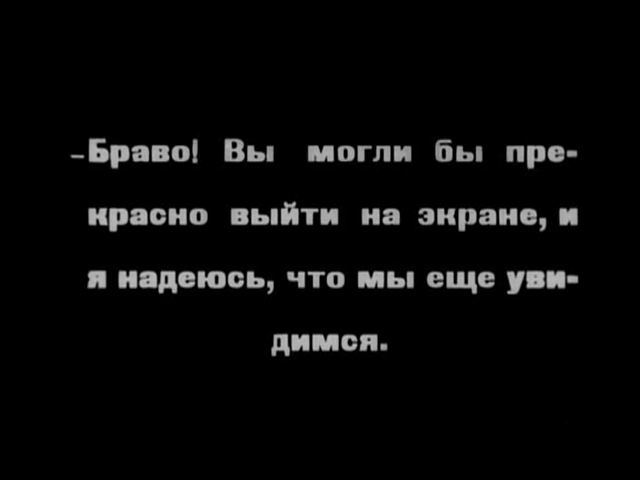 –Браво! Вы могли бы пре-
красно выйти на экране, и
я надеюсь, что мы еще уви-
димся.